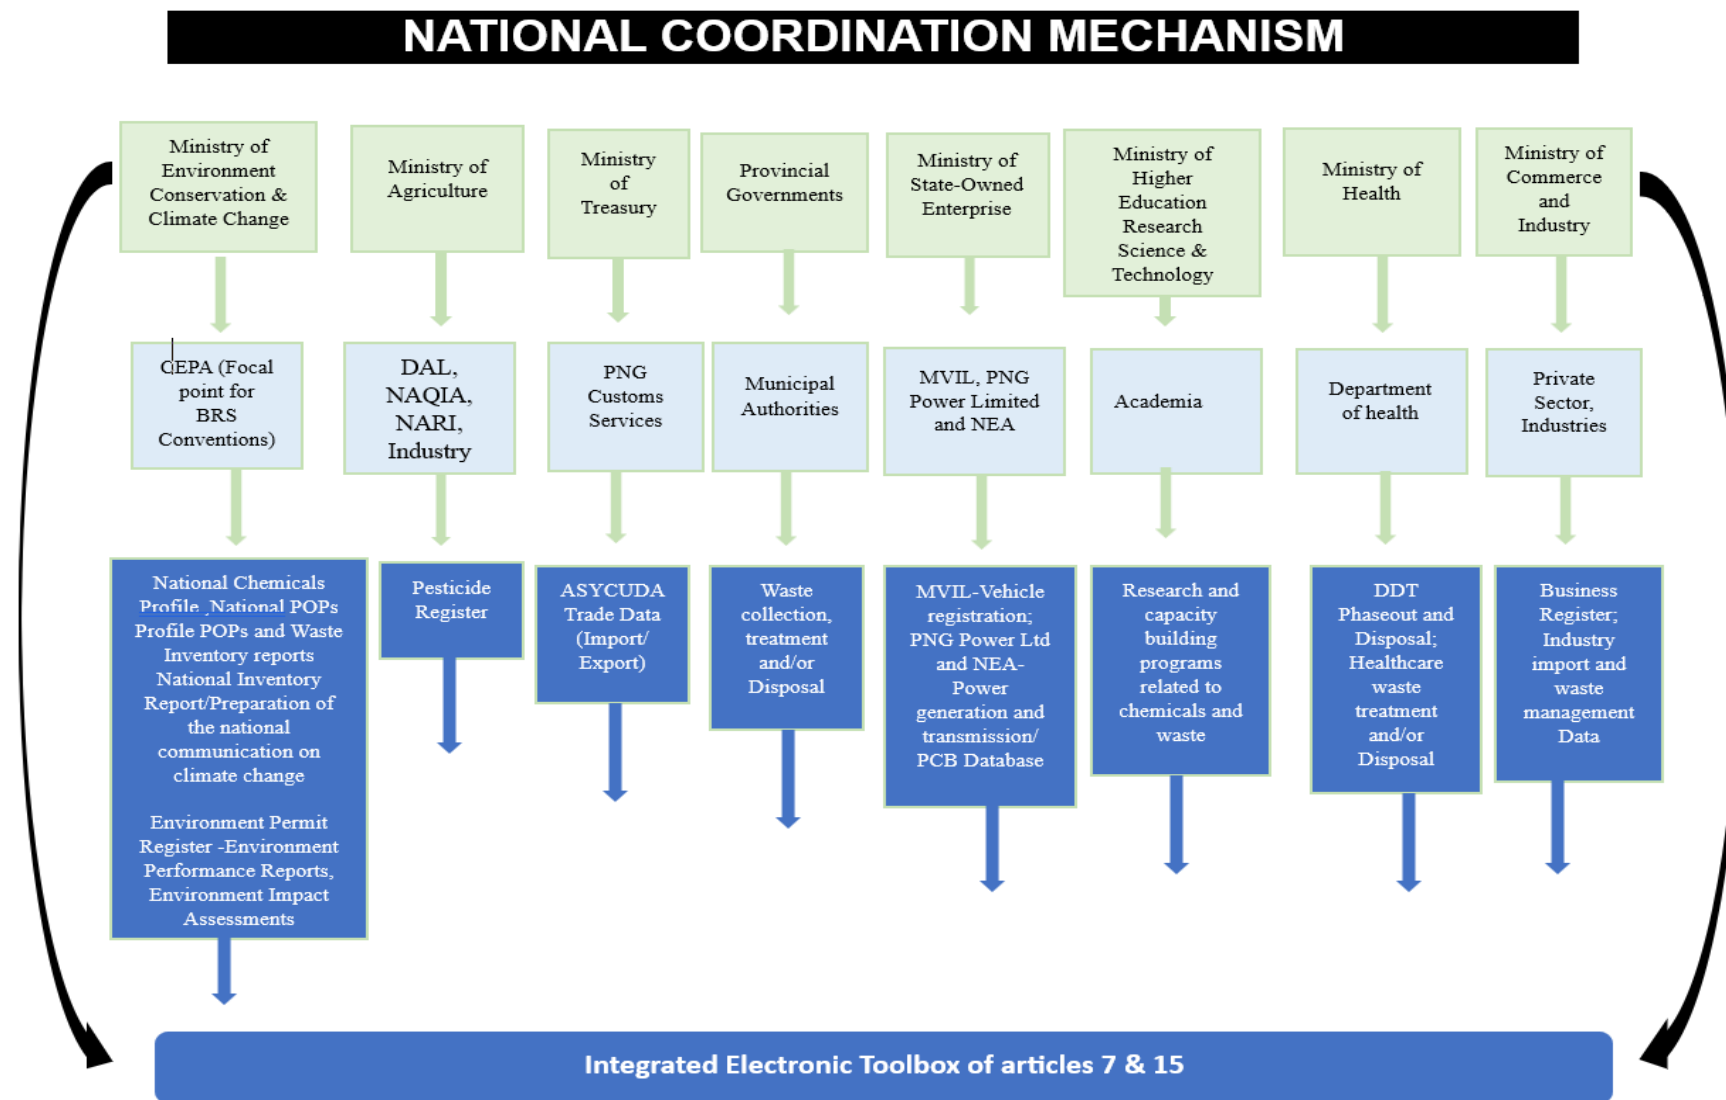 NATIONAL COORDINATION MECHANISM
Ministry of
Environment
Conservation &
Climate Change
Ministry of
Agriculture
Ministry
of
Treasury
Provincial
Governments
Ministry of
State-Owned
Enterprise
Ministry of
Higher
Education
Research
Science &
Technology
Ministry of
Health
Ministry of
Commerce
and
Industry
CEPA (Focal
point for
BRS
Conventions)
DAL,
NAQIA,
NARI,
Industry
PNG
Customs
Services
Municipal
Authorities
MVIL, PNG
Power Limited
and NEA
Academia
Department
of health
Private
Sector,
Industries
National Chemicals
Profile ,National POPs
Profile POPs and Waste
Inventory reports
National Inventory
Report/Preparation of
the national
communication on
climate change
Environment Permit
Register -Environment
Performance Reports,
Environment Impact
Assessments
Pesticide
Register
ASYCUDA
Trade Data
(Import/
Export)
Waste
collection,
treatment
and/or
Disposal
MVIL-Vehicle
registration;
PNG Power Ltd
and NEA-
Power
generation and
transmission/
PCB Database
Research and
capacity
building
programs
related to
chemicals and
waste
DDT
Phaseout and
Disposal;
Healthcare
waste
treatment
and/or
Disposal
Business
Register;
Industry
import and
waste
management
Data
Integrated Electronic Toolbox of articles 7 & 15